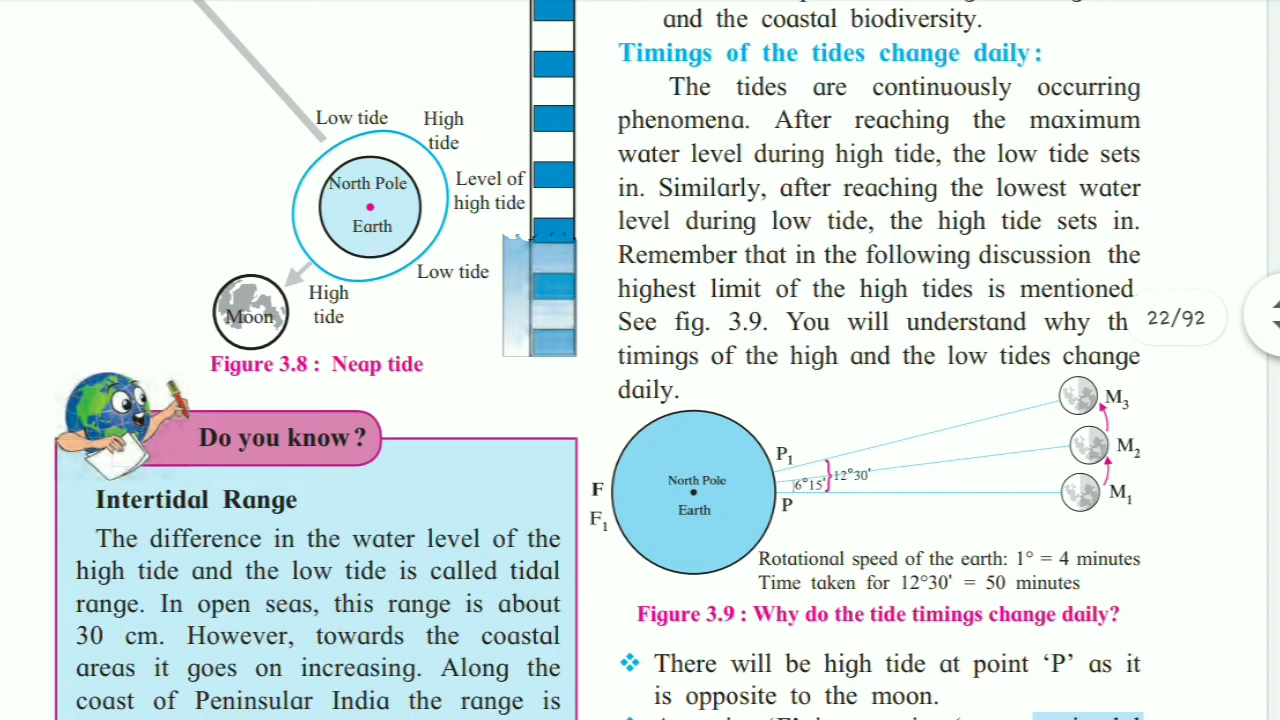 Low tide
High
tide
North Pole
Earth
Level of
high tide
Low tide
High
tide
Moon
Figure 3.8 : Neap tide
Do you know?
Intertidal Range
The difference in the water level of the
high tide and the low tide is called tidal
range. In open seas, this range is about
30 cm. However, towards the coastal
areas it goes on increasing. Along the
coast of Peninsular India the range is
and the coastal biodiversity.
Timings of the tides change daily :
The tides are continuously occurring
phenomena. After reaching the maximum
water level during high tide, the low tide sets
in. Similarly, after reaching the lowest water
level during low tide, the high tide sets in.
Remember that in the following discussion the
highest limit of the high tides is mentioned
See fig. 3.9. You will understand why th
timings of the high and the low tides change
daily.
22/92
M3
M2
M1
P1
12°30'
6°15'
P
F
F1
North Pole
Earth
Rotational speed of the earth: 1° = 4 minutes
Time taken for 12°30' = 50 minutes
Figure 3.9 : Why do the tide timings change daily?
❖ There will be high tide at point ‘P’ as it
is opposite to the moon.